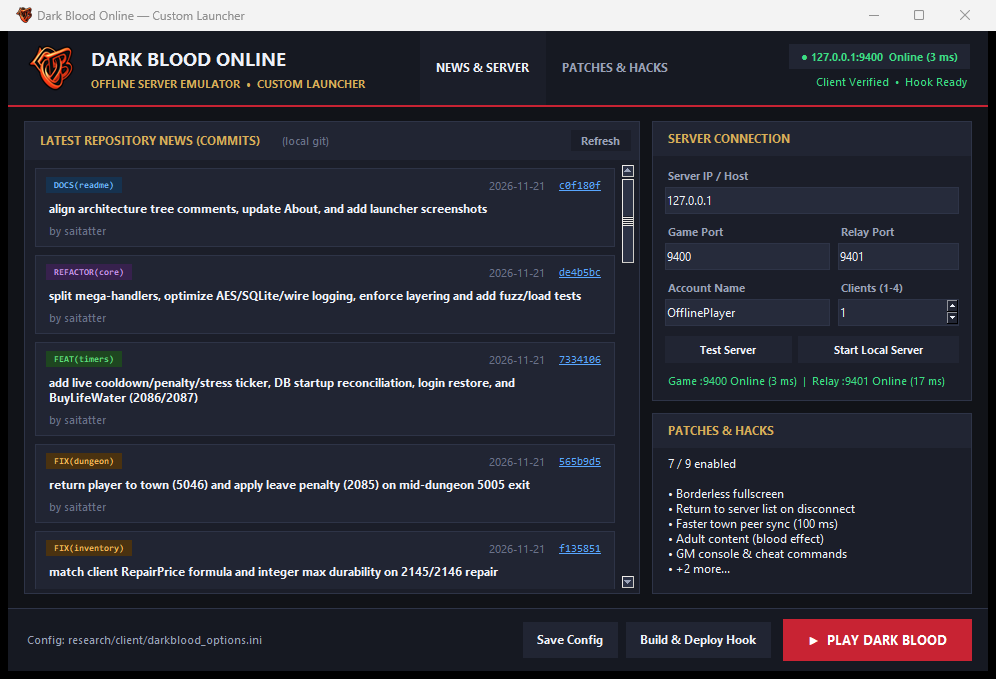 Dark Blood Online — Custom Launcher
DARK BLOOD ONLINE
OFFLINE SERVER EMULATOR • CUSTOM LAUNCHER
NEWS & SERVER
PATCHES & HACKS
● 127.0.0.1:9400 Online (3 ms)
Client Verified • Hook Ready
LATEST REPOSITORY NEWS (COMMITS)
(local git)
Refresh
DOCS(readme)
2026-11-21
c0f180f
align architecture tree comments, update About, and add launcher screenshots
by saitatter
REFACTOR(core)
2026-11-21
de4b5bc
split mega-handlers, optimize AES/SQLite/wire logging, enforce layering and add fuzz/load tests
by saitatter
FEAT(timers)
2026-11-21
7334106
add live cooldown/penalty/stress ticker, DB startup reconciliation, login restore, and
BuyLifeWater (2086/2087)
by saitatter
FIX(dungeon)
2026-11-21
565b9d5
return player to town (5046) and apply leave penalty (2085) on mid-dungeon 5005 exit
by saitatter
FIX(inventory)
2026-11-21
f135851
match client RepairPrice formula and integer max durability on 2145/2146 repair
SERVER CONNECTION
Server IP / Host
127.0.0.1
Game Port
Relay Port
9400
9401
Account Name
Clients (1-4)
OfflinePlayer
1
Test Server
Start Local Server
Game :9400 Online (3 ms) | Relay :9401 Online (17 ms)
PATCHES & HACKS
7 / 9 enabled
• Borderless fullscreen
• Return to server list on disconnect
• Faster town peer sync (100 ms)
• Adult content (blood effect)
• GM console & cheat commands
• +2 more...
Config: research/client/darkblood_options.ini
Save Config
Build & Deploy Hook
► PLAY DARK BLOOD